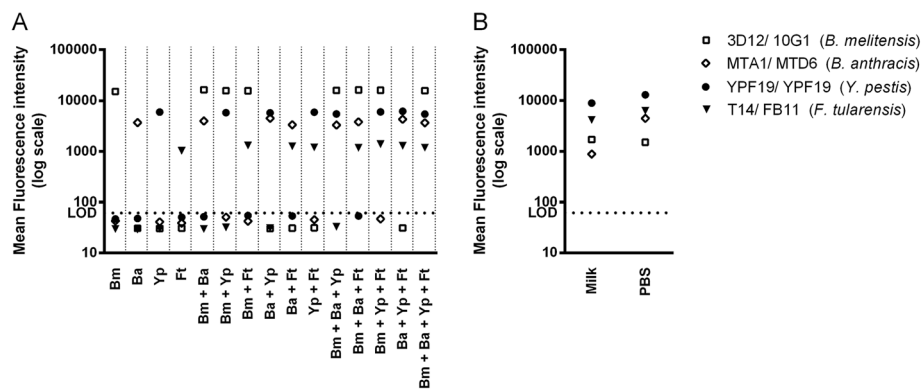 A
Mean Fluorescence intensity
(log scale)
100000
10000
1000
100
LOD
10
Bm
Ba
Yp
Ft
Bm + Ba
Bm + Yp
Bm + Ft
Ba + Yp
Ba + Ft
Yp + Ft
Bm + Ba + Yp
Bm + Ba + Ft
Bm + Yp + Ft
Ba + Yp + Ft
Bm + Ba + Yp + Ft
B
Mean Fluorescence intensity
(log scale)
100000
10000
1000
100
LOD
10
Milk
PBS
3D12/ 10G1 (B. melitensis)
MTA1/ MTD6 (B. anthracis)
YPF19/ YPF19 (Y. pestis)
T14/ FB11 (F. tularensis)